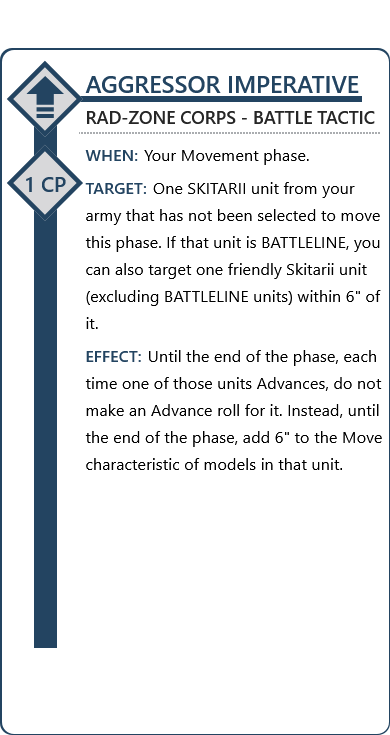 AGGRESSOR IMPERATIVE
RAD-ZONE CORPS - BATTLE TACTIC
WHEN: Your Movement phase.
1 CP
TARGET: One SKITARII unit from your
army that has not been selected to move
this phase. If that unit is BATTLELINE, you
can also target one friendly Skitarii unit
(excluding BATTLELINE units) within 6" of
it.
EFFECT: Until the end of the phase, each
time one of those units Advances, do not
make an Advance roll for it. Instead, until
the end of the phase, add 6" to the Move
characteristic of models in that unit.